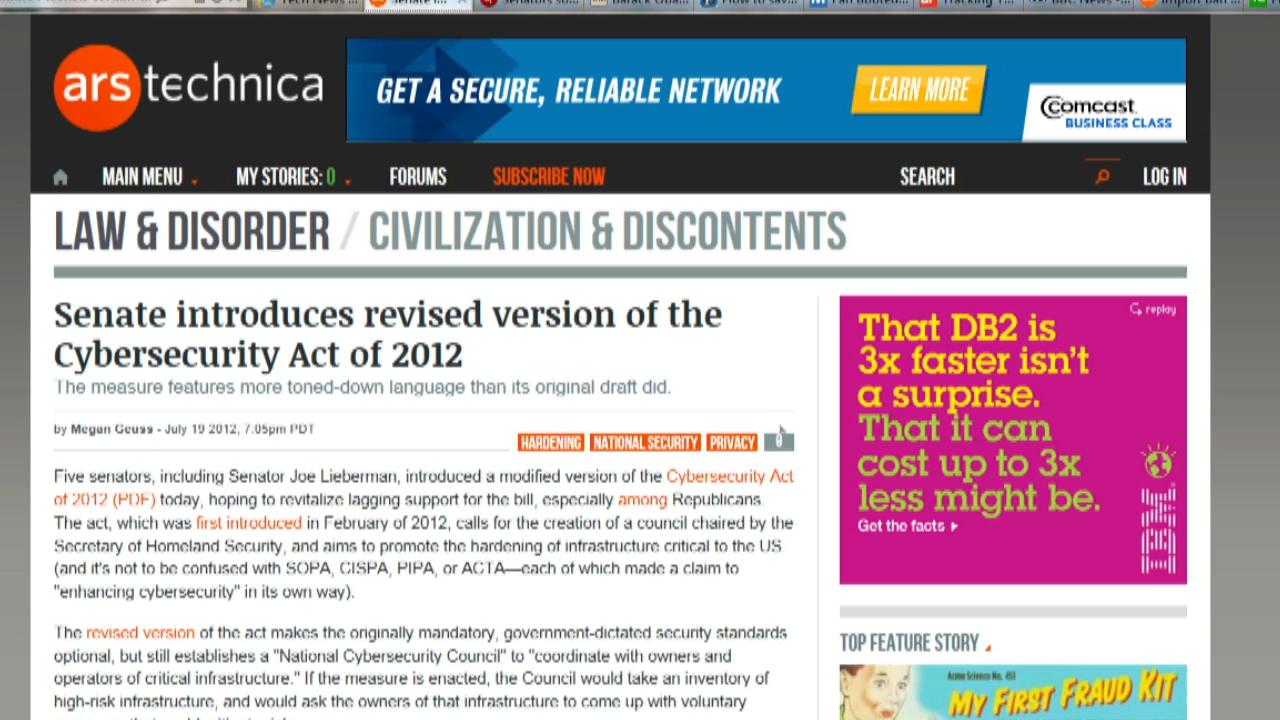 Tech News ...
ars technica
GET A SECURE, RELIABLE NETWORK
LEARN MORE
Comcast.
BUSINESS CLASS
MAIN MENU
MY STORIES: 0
FORUMS
SUBSCRIBE NOW
SEARCH
LOG IN
LAW & DISORDER / CIVILIZATION & DISCONTENTS
Senate introduces revised version of the
Cybersecurity Act of 2012
The measure features more toned-down language than its original draft did.
by Megan Geuss - July 19 2012, 7:05pm PDT
HARDENING
NATIONAL SECURITY
PRIVACY
Five senators, including Senator Joe Lieberman, introduced a modified version of the Cybersecurity Act
of 2012 (PDF) today, hoping to revitalize lagging support for the bill, especially among Republicans.
The act, which was first introduced in February of 2012, calls for the creation of a council chaired by the
Secretary of Homeland Security, and aims to promote the hardening of infrastructure critical to the US
(and it's not to be confused with SOPA, CISPA, PIPA, or ACTA—each of which made a claim to
"enhancing cybersecurity" in its own way).
The revised version of the act makes the originally mandatory, government-dictated security standards
optional, but still establishes a "National Cybersecurity Council" to "coordinate with owners and
operators of critical infrastructure." If the measure is enacted, the Council would take an inventory of
high-risk infrastructure, and would ask the owners of that infrastructure to come up with voluntary
replay
That DB2 is
3x faster isn't
a surprise.
That it can
cost up to 3x
less might be.
Get the facts
IBM
TOP FEATURE STORY
Acme Science No. 451
MY FIRST FRAUD KIT